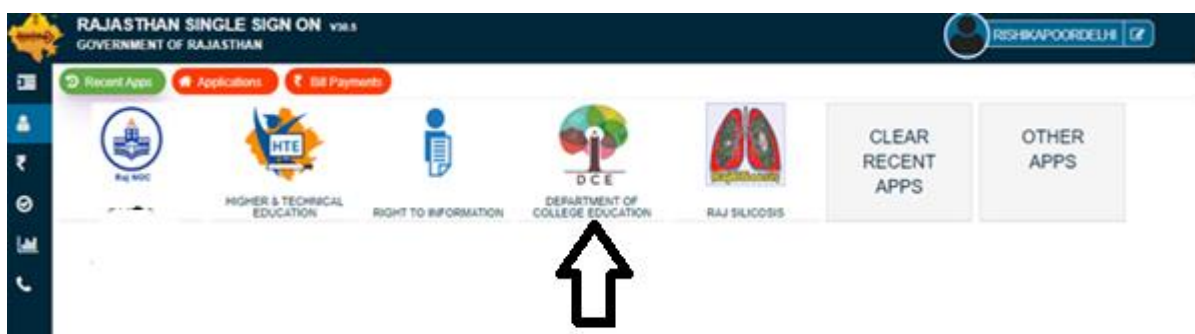 RAJASTHAN SINGLE SIGN ON V30.5
GOVERNMENT OF RAJASTHAN
RISHIKAPOORDELHI
Recent Apps
Applications
₹ Bill Payments
Raj NOC
HTE
HIGHER & TECHNICAL
EDUCATION
RIGHT TO INFORMATION
DCE
DEPARTMENT OF
COLLEGE EDUCATION
RAJ SILICOSIS
CLEAR
RECENT
APPS
OTHER
APPS